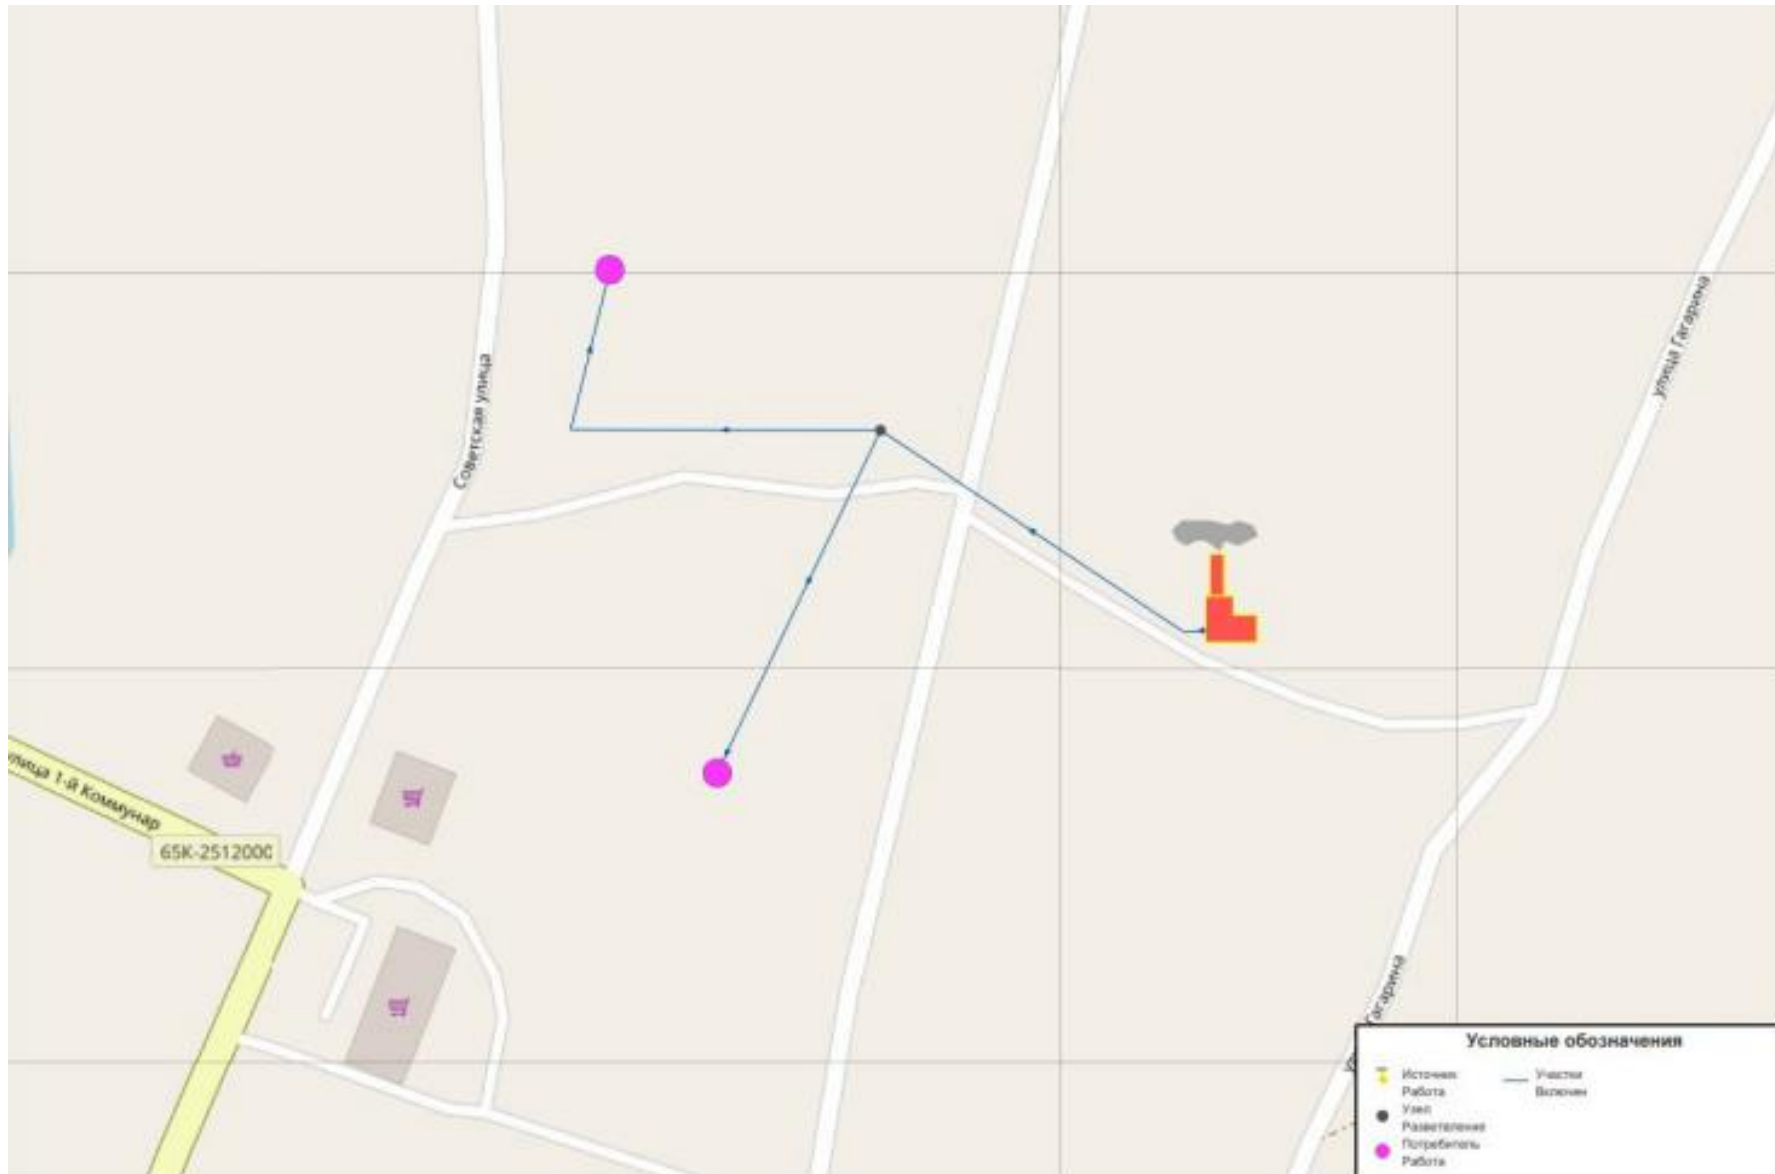 Советская улица
улица Гагарина
улица 1-й Коммунар
65К-2512000
улица Гагарина
Условные обозначения
Источник
Работа
Участки
Включен
Узел
Разветвление
Потребитель
Работа